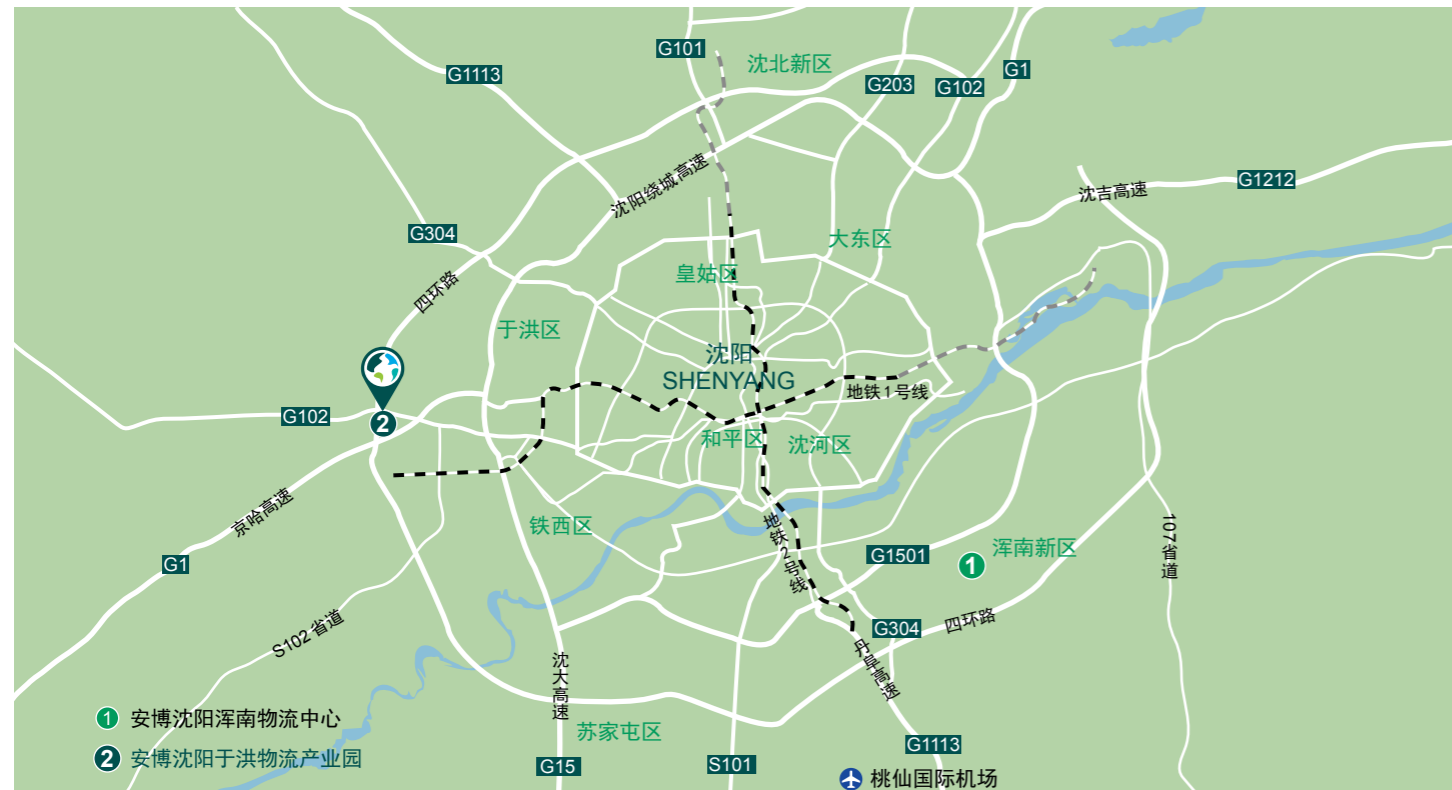 G101
沈北新区
G1113
G203
G102
G1
沈阳绕城高速
沈吉高速
G1212
G304
大东区
皇姑区
四环路
于洪区
沈阳
SHENYANG
地铁1号线
G102
2
和平区
沈河区
京哈高速
铁西区
地铁2号线
G1501
浑南新区
1
107省道
G1
S102省道
G304
四环路
丹阜高速
沈大高速
1 安博沈阳浑南物流中心
苏家屯区
2 安博沈阳于洪物流产业园
G15
S101
G1113
桃仙国际机场